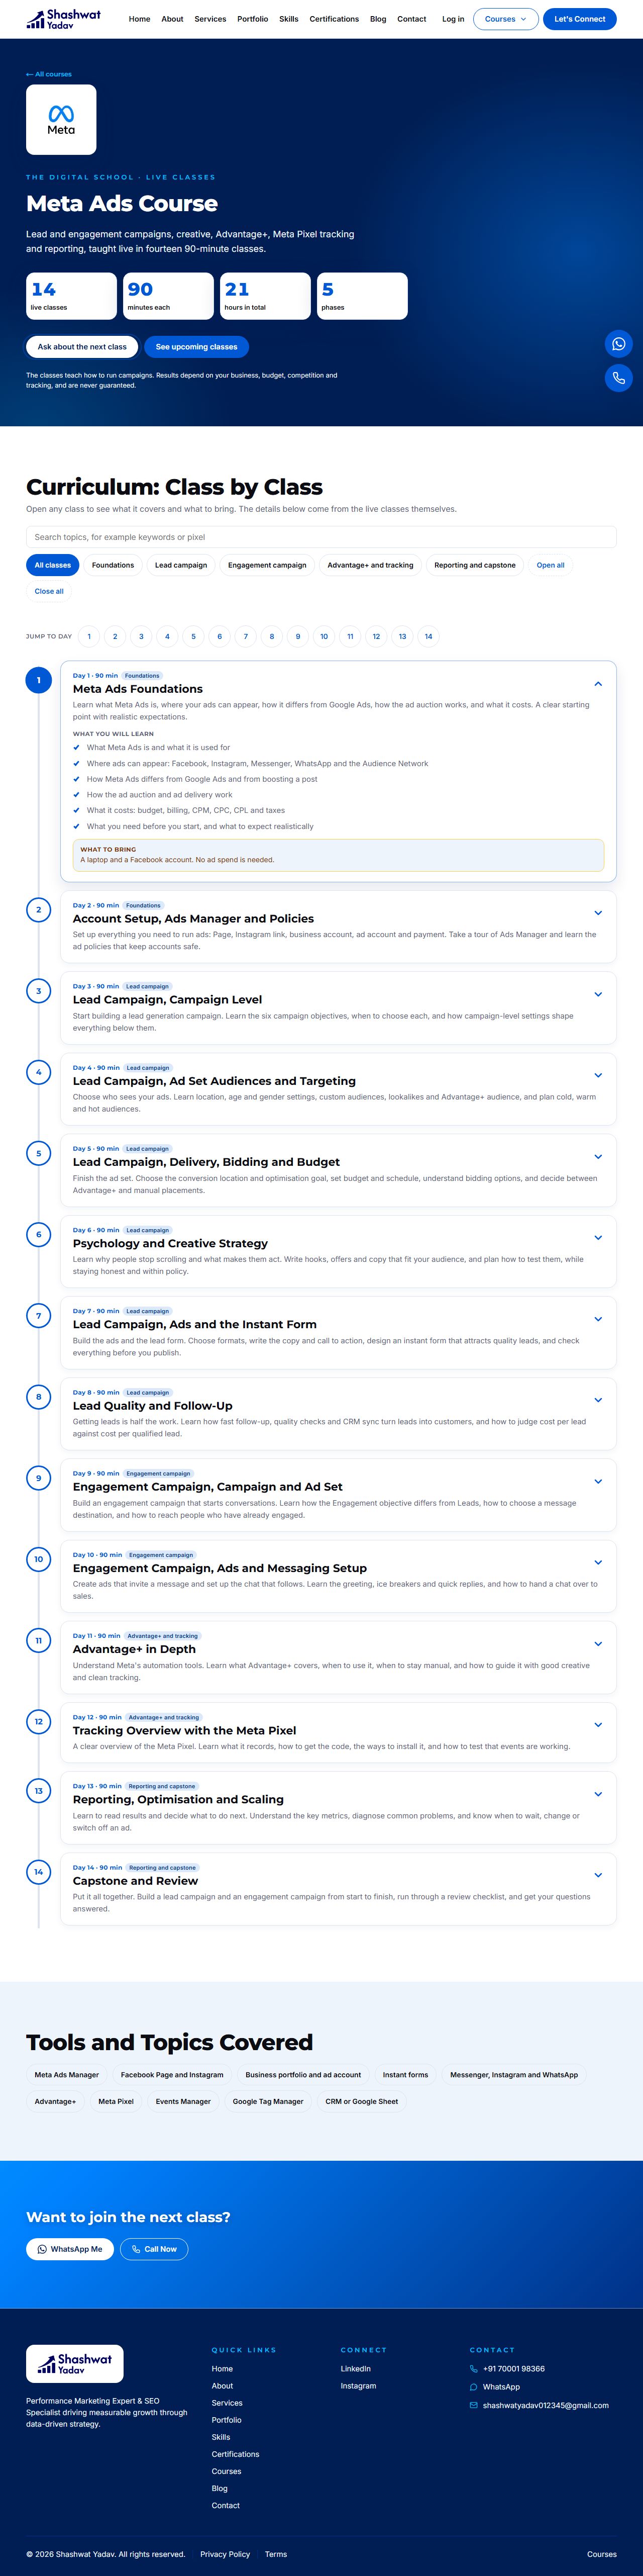 Shashwat
Yadav
Home About Services Portfolio Skills Certifications Blog Contact Log in Courses Let's Connect
← All courses
Meta
THE DIGITAL SCHOOL · LIVE CLASSES
Meta Ads Course
Lead and engagement campaigns, creative, Advantage+, Meta Pixel tracking
and reporting, taught live in fourteen 90-minute classes.
14 90 21 5
live classes minutes each hours in total phases
Ask about the next class See upcoming classes
The classes teach how to run campaigns. Results depend on your business, budget, competition and
tracking, and are never guaranteed.
Curriculum: Class by Class
Open any class to see what it covers and what to bring. The details below come from the live classes themselves.
Search topics, for example keywords or pixel
All classes Foundations Lead campaign Engagement campaign Advantage+ and tracking Reporting and capstone Open all
Close all
JUMP TO DAY 1 2 3 4 5 6 7 8 9 10 11 12 13 14
1
Day 1 · 90 min Foundations
Meta Ads Foundations
Learn what Meta Ads is, where your ads can appear, how it differs from Google Ads, how the ad auction works, and what it costs. A clear starting
point with realistic expectations.
WHAT YOU WILL LEARN
What Meta Ads is and what it is used for
Where ads can appear: Facebook, Instagram, Messenger, WhatsApp and the Audience Network
How Meta Ads differs from Google Ads and from boosting a post
How the ad auction and ad delivery work
What it costs: budget, billing, CPM, CPC, CPL and taxes
What you need before you start, and what to expect realistically
WHAT TO BRING
A laptop and a Facebook account. No ad spend is needed.
2
Day 2 · 90 min Foundations
Account Setup, Ads Manager and Policies
Set up everything you need to run ads: Page, Instagram link, business account, ad account and payment. Take a tour of Ads Manager and learn the
ad policies that keep accounts safe.
3
Day 3 · 90 min Lead campaign
Lead Campaign, Campaign Level
Start building a lead generation campaign. Learn the six campaign objectives, when to choose each, and how campaign-level settings shape
everything below them.
4
Day 4 · 90 min Lead campaign
Lead Campaign, Ad Set Audiences and Targeting
Choose who sees your ads. Learn location, age and gender settings, custom audiences, lookalikes and Advantage+ audience, and plan cold, warm
and hot audiences.
5
Day 5 · 90 min Lead campaign
Lead Campaign, Delivery, Bidding and Budget
Finish the ad set. Choose the conversion location and optimisation goal, set budget and schedule, understand bidding options, and decide between
Advantage+ and manual placements.
6
Day 6 · 90 min Lead campaign
Psychology and Creative Strategy
Learn why people stop scrolling and what makes them act. Write hooks, offers and copy that fit your audience, and plan how to test them, while
staying honest and within policy.
7
Day 7 · 90 min Lead campaign
Lead Campaign, Ads and the Instant Form
Build the ads and the lead form. Choose formats, write the copy and call to action, design an instant form that attracts quality leads, and check
everything before you publish.
8
Day 8 · 90 min Lead campaign
Lead Quality and Follow-Up
Getting leads is half the work. Learn how fast follow-up, quality checks and CRM sync turn leads into customers, and how to judge cost per lead
against cost per qualified lead.
9
Day 9 · 90 min Engagement campaign
Engagement Campaign, Campaign and Ad Set
Build an engagement campaign that starts conversations. Learn how the Engagement objective differs from Leads, how to choose a message
destination, and how to reach people who have already engaged.
10
Day 10 · 90 min Engagement campaign
Engagement Campaign, Ads and Messaging Setup
Create ads that invite a message and set up the chat that follows. Learn the greeting, ice breakers and quick replies, and how to hand a chat over to
sales.
11
Day 11 · 90 min Advantage+ and tracking
Advantage+ in Depth
Understand Meta's automation tools. Learn what Advantage+ covers, when to use it, when to stay manual, and how to guide it with good creative
and clean tracking.
12
Day 12 · 90 min Advantage+ and tracking
Tracking Overview with the Meta Pixel
A clear overview of the Meta Pixel. Learn what it records, how to get the code, the ways to install it, and how to test that events are working.
13
Day 13 · 90 min Reporting and capstone
Reporting, Optimisation and Scaling
Learn to read results and decide what to do next. Understand the key metrics, diagnose common problems, and know when to wait, change or
switch off an ad.
14
Day 14 · 90 min Reporting and capstone
Capstone and Review
Put it all together. Build a lead campaign and an engagement campaign from start to finish, run through a review checklist, and get your questions
answered.
Tools and Topics Covered
Meta Ads Manager Facebook Page and Instagram Business portfolio and ad account Instant forms Messenger, Instagram and WhatsApp
Advantage+ Meta Pixel Events Manager Google Tag Manager CRM or Google Sheet
Want to join the next class?
WhatsApp Me Call Now
Shashwat
Yadav
Performance Marketing Expert & SEO
Specialist driving measurable growth through
data-driven strategy.
QUICK LINKS
Home
About
Services
Portfolio
Skills
Certifications
Courses
Blog
Contact
CONNECT
LinkedIn
Instagram
CONTACT
+91 70001 98366
WhatsApp
shashwatyadav012345@gmail.com
© 2026 Shashwat Yadav. All rights reserved. Privacy Policy Terms Courses